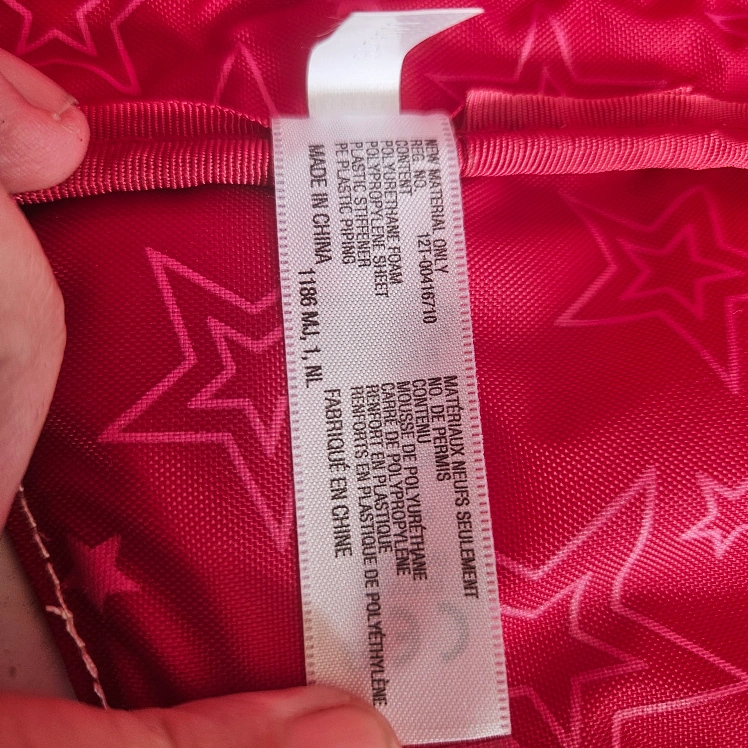 NEW MATERIAL ONLY
REG. NO. 12T-00416710
CONTENT
POLYURETHANE FOAM
POLYPROPYLENE SHEET
PLASTIC STIFFENER
PE PLASTIC PIPING
MADE IN CHINA
1186 MJ, 1, NL
MATÉRIAUX NEUFS SEULEMENT
NO. DE PERMIS
CONTENU
MOUSSE DE POLYURÉTHANE
CARRÉ DE POLYPROPYLÈNE
RENFORT EN PLASTIQUE
RENFORTS EN PLASTIQUE DE POLYÉTHYLÈNE
FABRIQUÉ EN CHINE